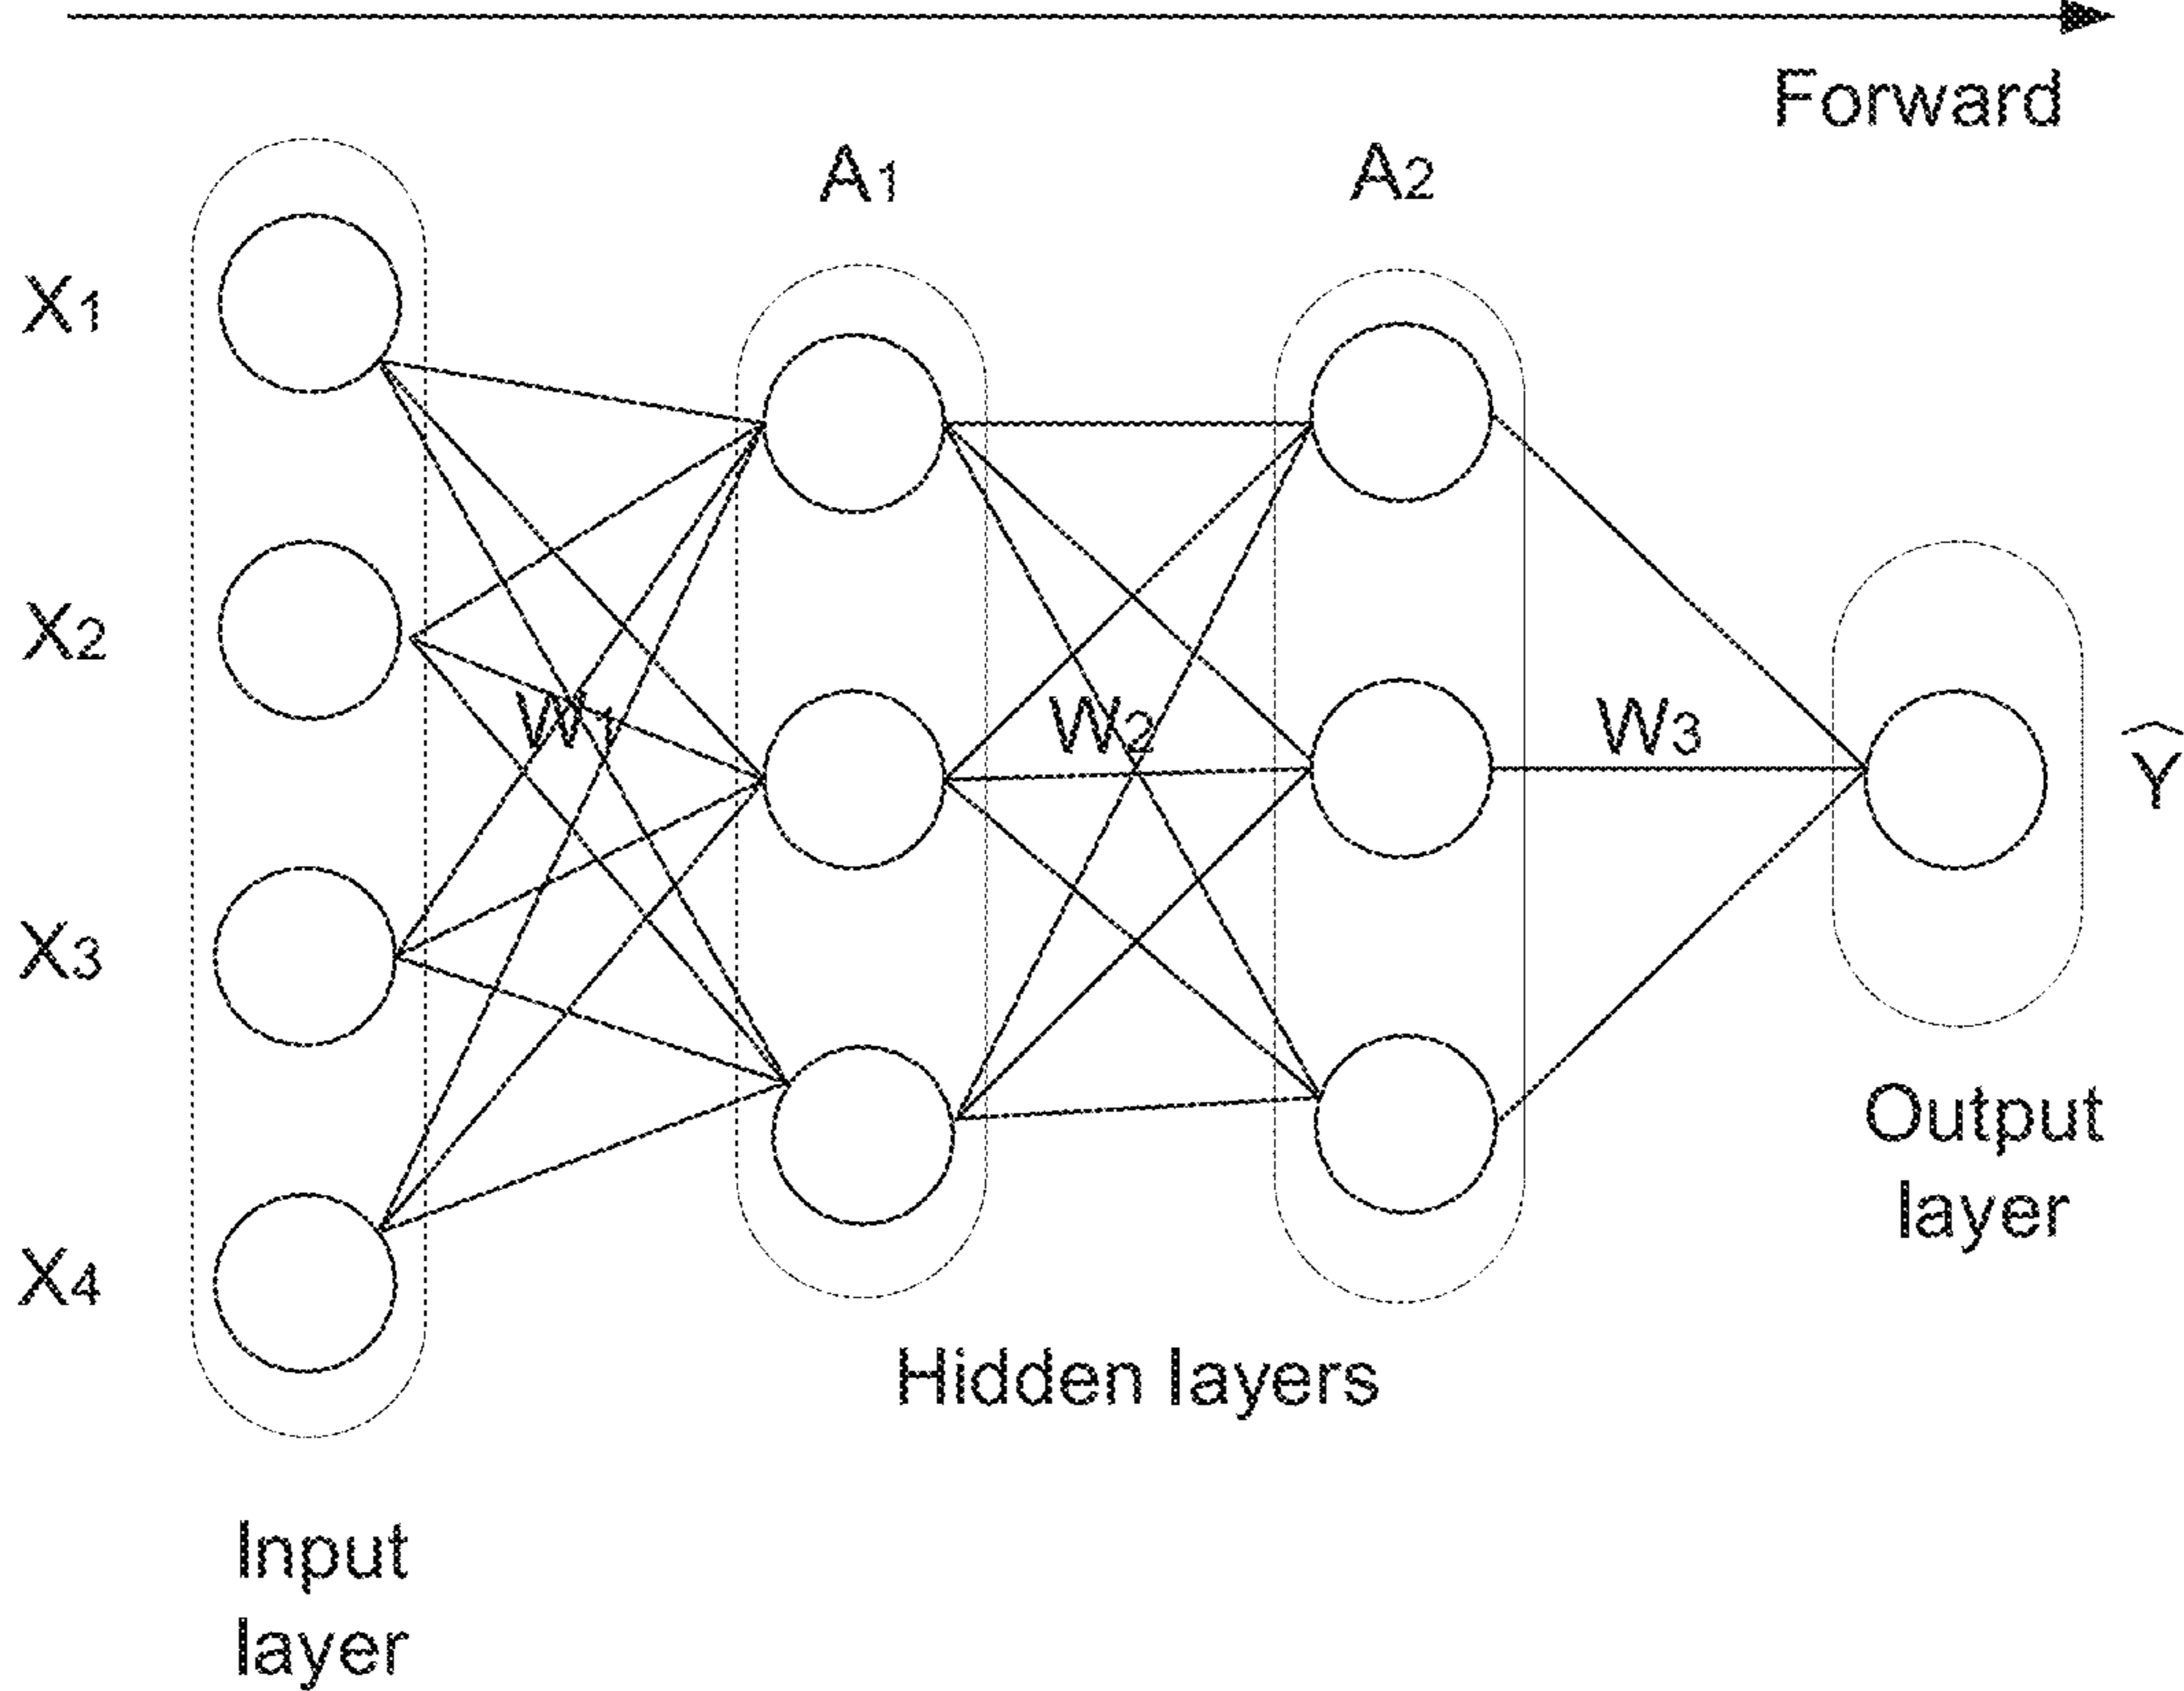 Forward
A1
A2
X1
X2
W1
W2
W3
Ŷ
X3
Output
layer
X4
Hidden layers
Input
layer